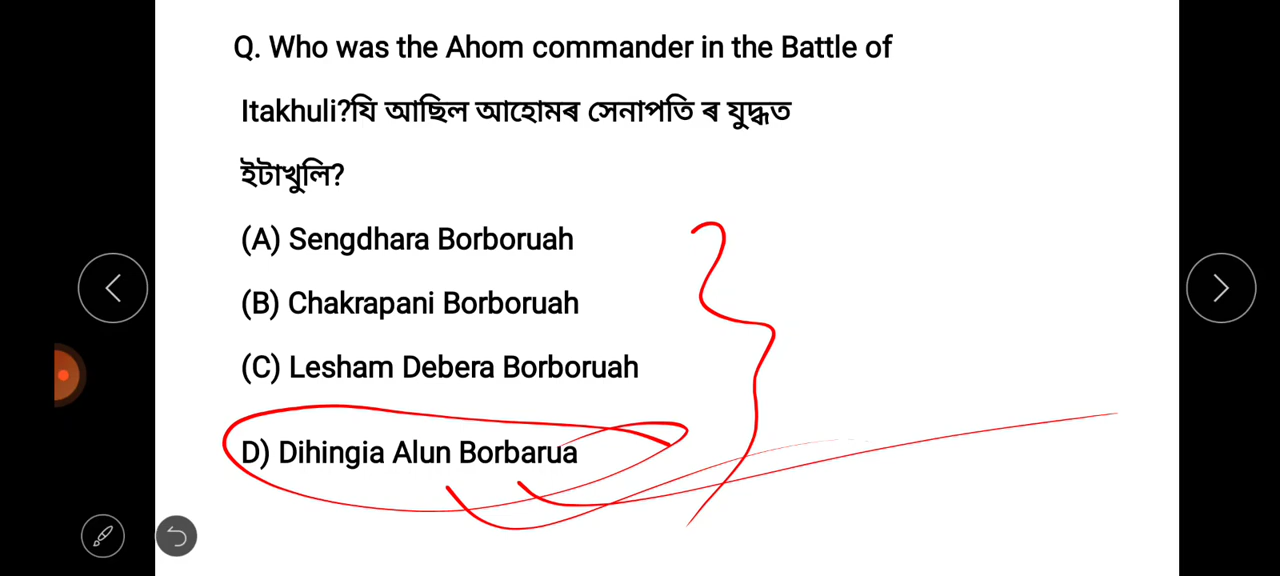 Q. Who was the Ahom commander in the Battle of
Itakhuli?যি আছিল আহোমৰ সেনাপতি ৰ যুদ্ধত
ইটাখুলি?
(A) Sengdhara Borboruah
(B) Chakrapani Borboruah
(C) Lesham Debera Borboruah
D) Dihingia Alun Borbarua